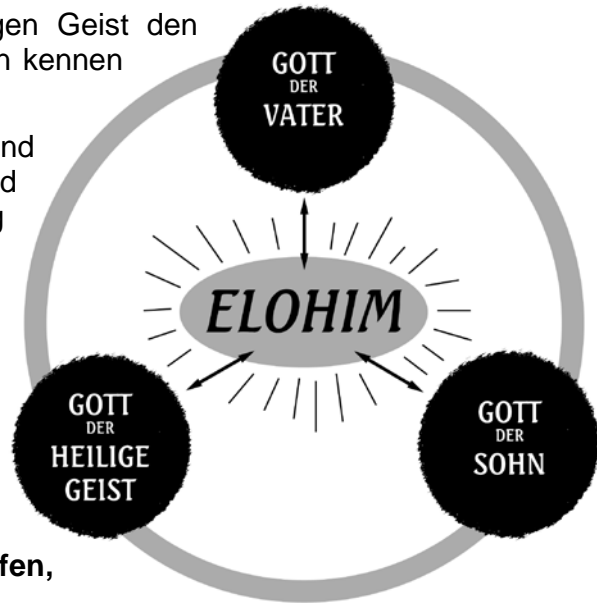 gen Geist den
kennen
nd
GOTT
DER
VATER
ELOHIM
GOTT
DER
HEILIGE
GEIST
GOTT
DER
SOHN
fen,